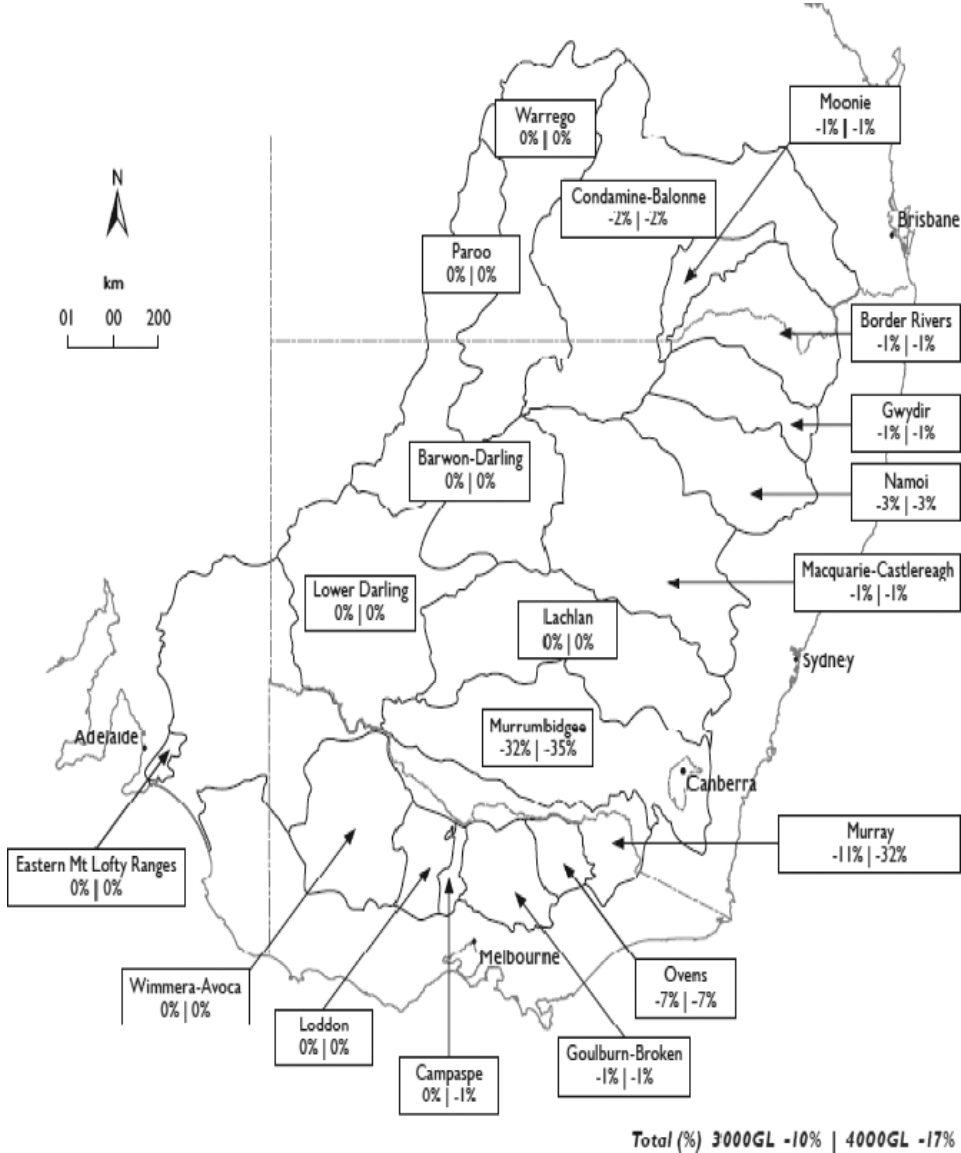 Moonie
-1% | -1%
Warrego
0% | 0%
N
Condamine-Balonne
-2% | -2%
Brisbane
Paroo
0% | 0%
km
01 00 200
Border Rivers
-1% | -1%
Gwydir
-1% | -1%
Barwon-Darling
0% | 0%
Namoi
-3% | -3%
Macquarie-Castlereagh
-1% | -1%
Lower Darling
0% | 0%
Lachlan
0% | 0%
Sydney
Murrumbidgee
-32% | -35%
Adelaide
Canberra
Murray
-11% | -32%
Eastern Mt Lofty Ranges
0% | 0%
Melbourne
Wimmera-Avoca
0% | 0%
Ovens
-7% | -7%
Loddon
0% | 0%
Goulburn-Broken
-1% | -1%
Campaspe
0% | -1%
Total (%) 3000GL -10% | 4000GL -17%